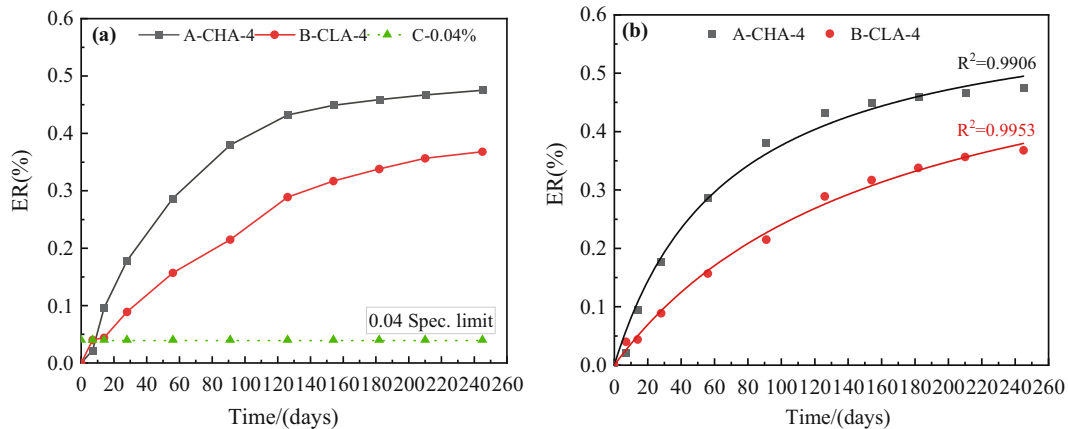 (a)
A-CHA-4
B-CLA-4
C-0.04%
0.6
0.5
0.4
0.3
0.2
0.1
0.0
ER(%)
0.04 Spec. limit
0 20 40 60 80 100 120 140 160 180 200 220 240 260
Time/(days)
(b)
A-CHA-4
B-CLA-4
R²=0.9906
R²=0.9953
0.6
0.5
0.4
0.3
0.2
0.1
0.0
ER(%)
0 20 40 60 80 100 120 140 160 180 200 220 240 260
Time/(days)